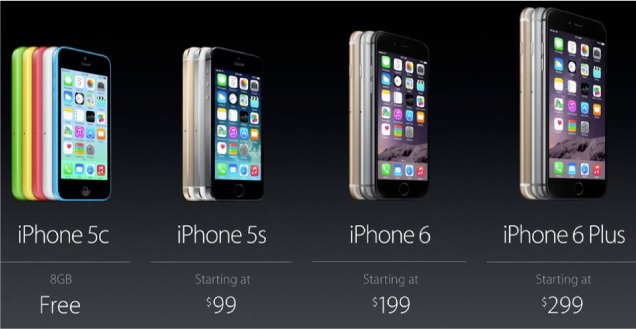 iPhone 5c
8GB
Free
iPhone 5s
Starting at
$99
iPhone 6
Starting at
$199
iPhone 6 Plus
Starting at
$299